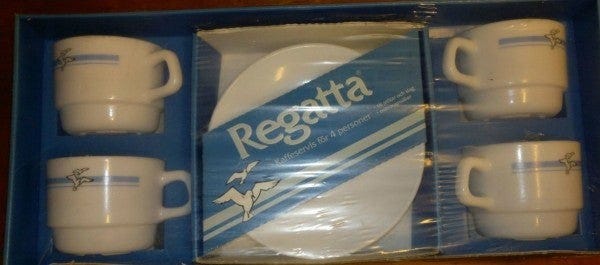 Regatta®
Kaffeservis för 4 personer